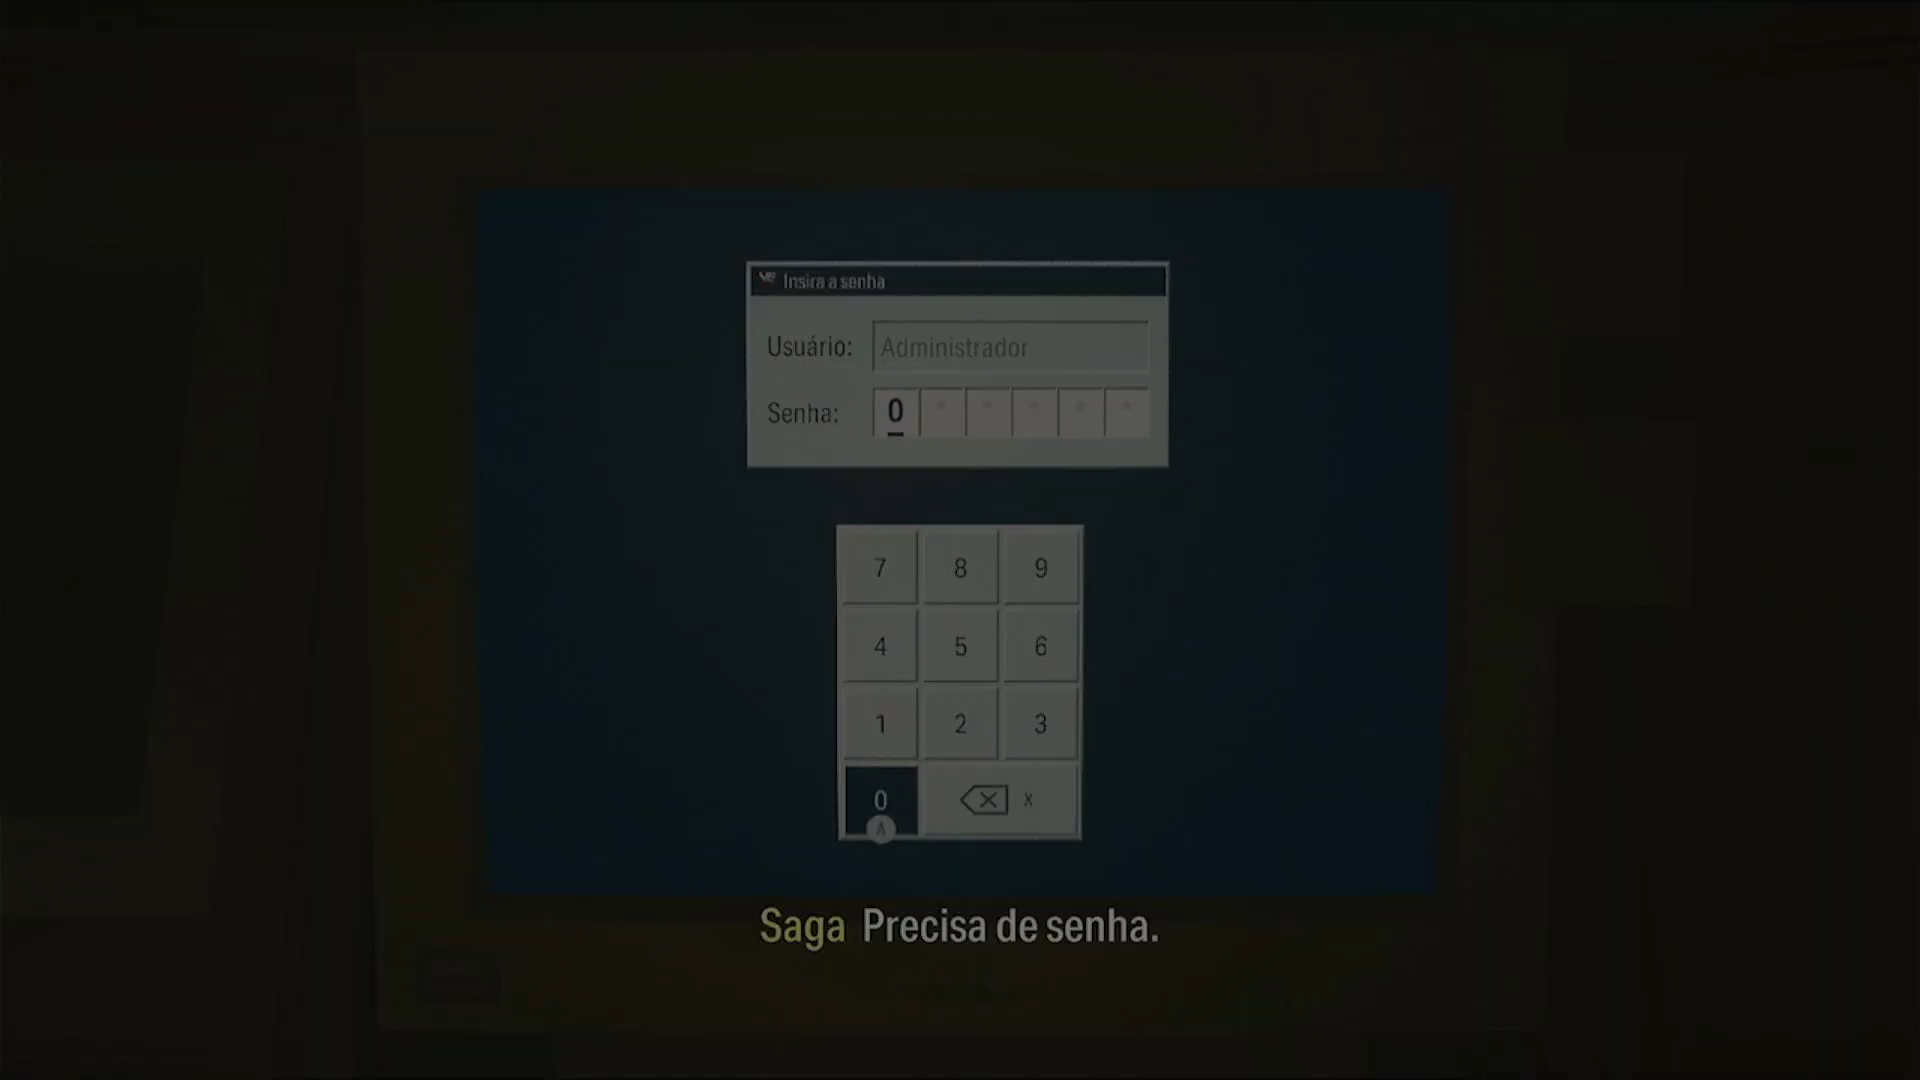 Insira a senha
Usuário: Administrador
Senha: 0 * * * * *
7 8 9
4 5 6
1 2 3
0 X
A
Saga Precisa de senha.